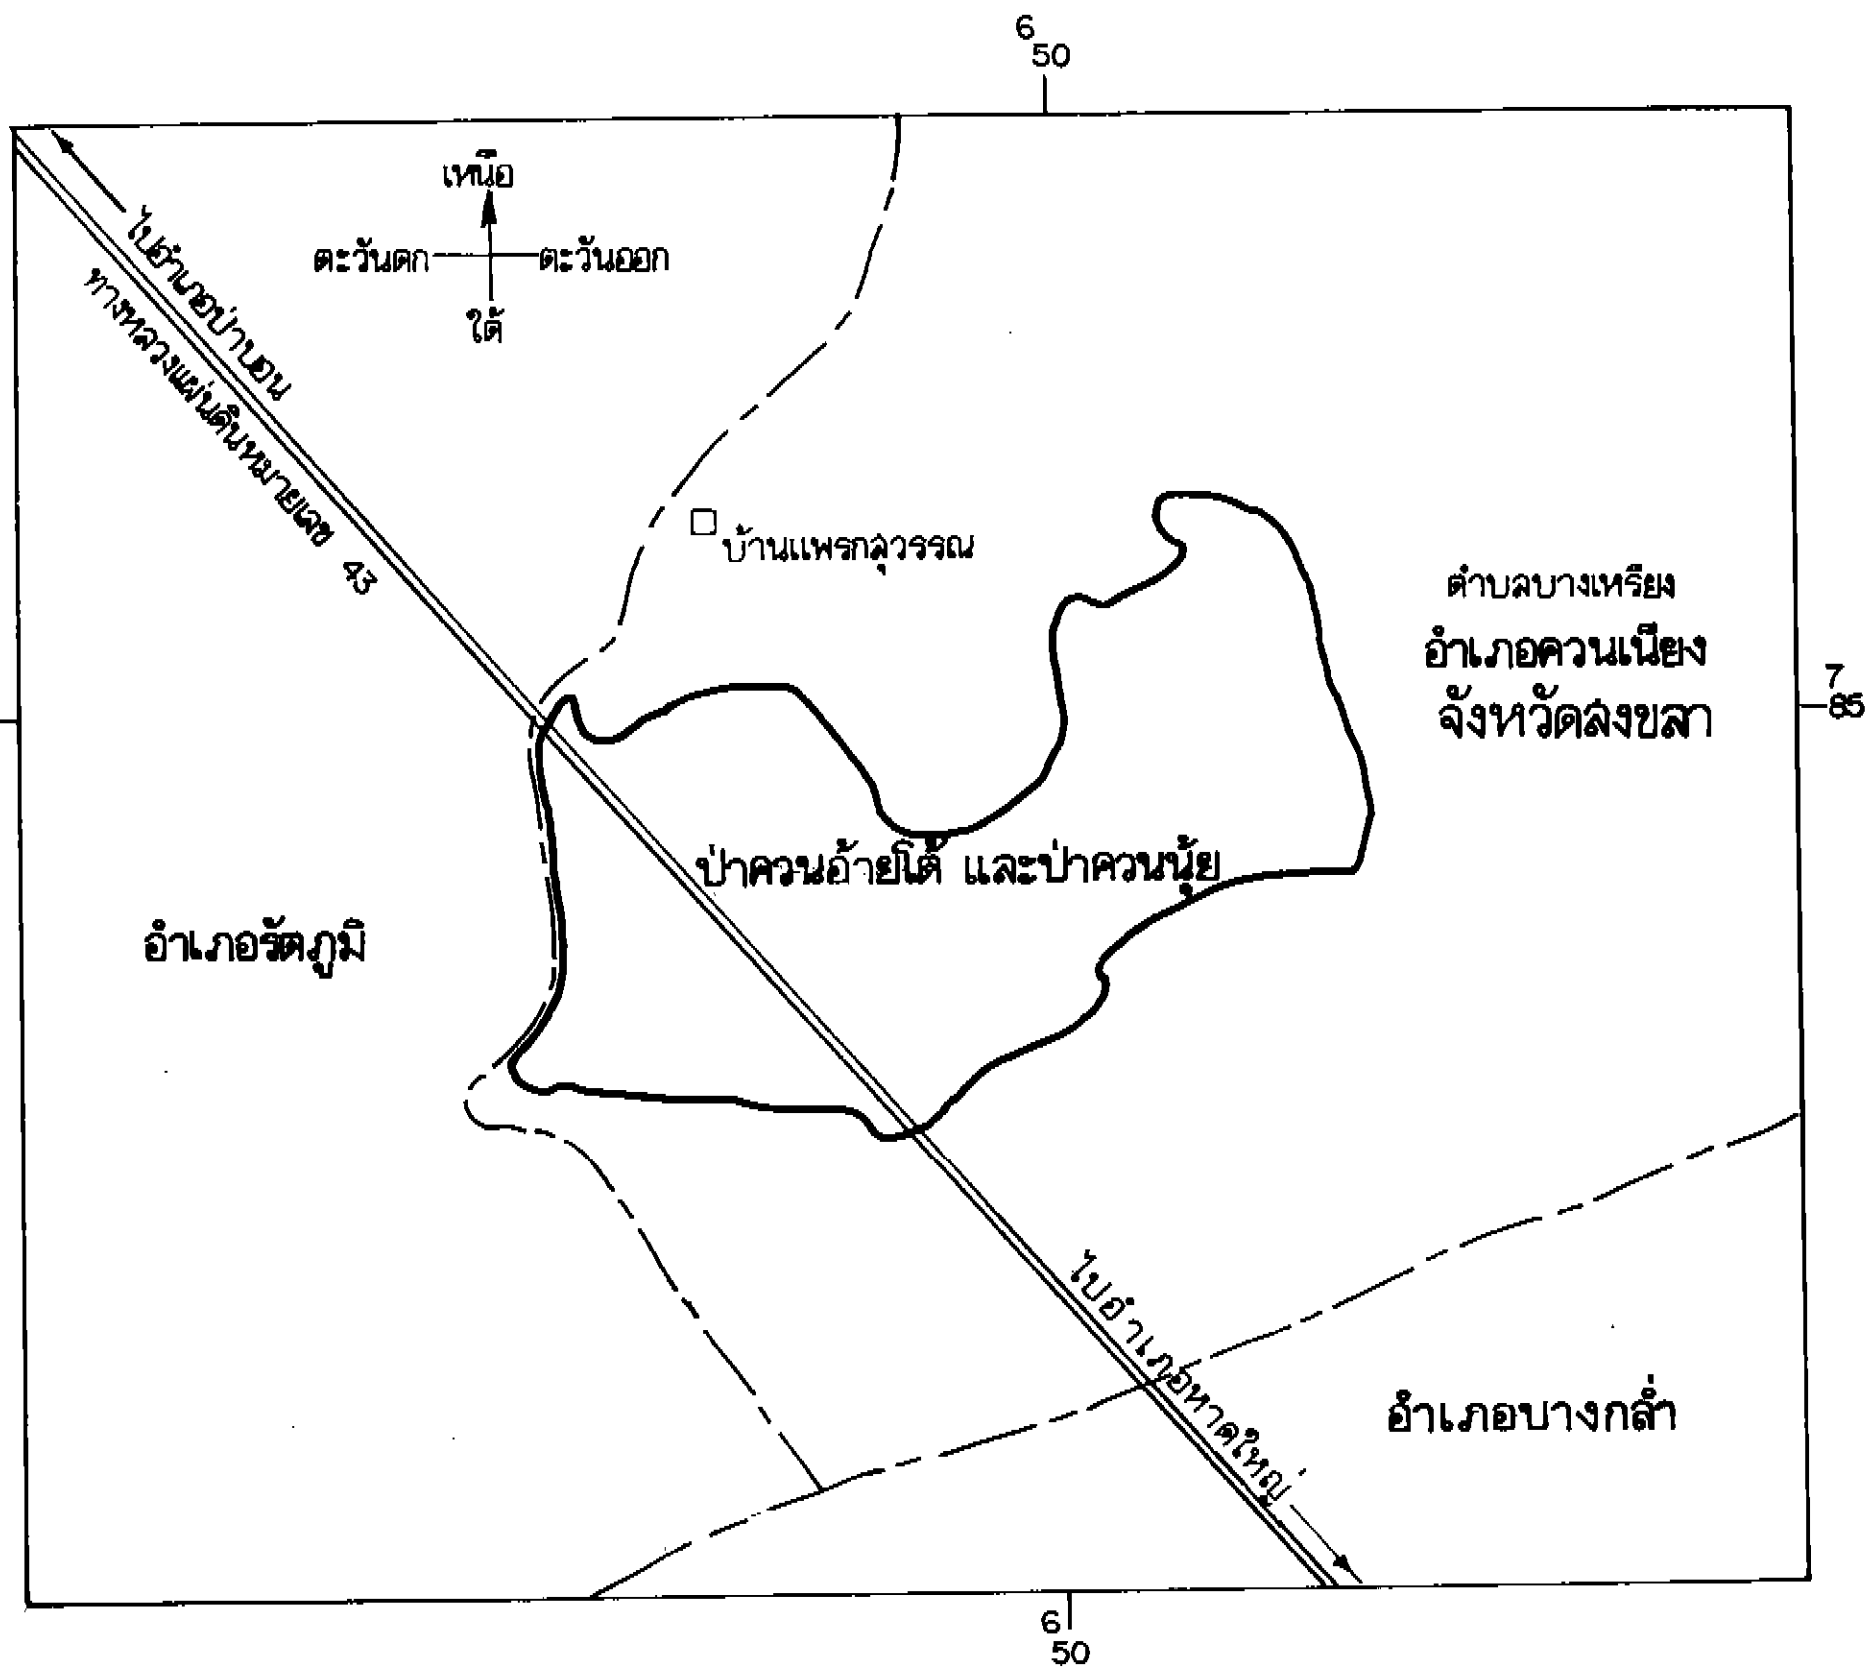 6
50
เหนือ
ตะวันตก
ตะวันออก
ใต้
ไปอำเภอป่าบอน
ทางหลวงแผ่นดินหมายเลข 43
บ้านแพรกสุวรรณ
ตำบลบางเหรียง
อำเภอควนเนียง
จังหวัดสงขลา
7
85
ป่าควนอ้ายโต้ และป่าควนนุ้ย
อำเภอรัตภูมิ
ไปอำเภอหาดใหญ่
อำเภอบางกล่ำ
6
50